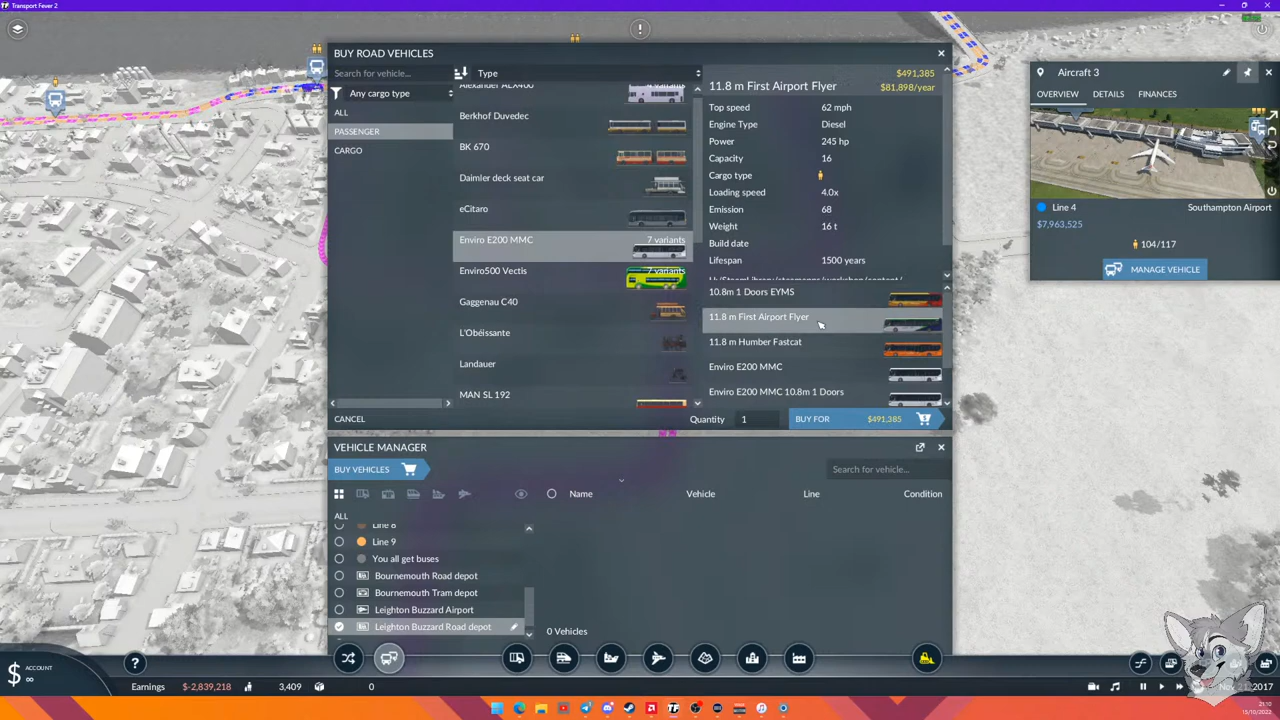 Transport Fever 2
BUY ROAD VEHICLES
Search for vehicle...
Type
Any cargo type
ALL
PASSENGER
CARGO
Alexander ALX400
Berkhof Duvedec
BK 670
Daimler deck seat car
eCitaro
Enviro E200 MMC
7 variants
Enviro500 Vectis
7 variants
Gaggenau C40
L'Obéissante
Landauer
MAN SL 192
$491,385
11.8 m First Airport Flyer
$81,898/year
Top speed 62 mph
Engine Type Diesel
Power 245 hp
Capacity 16
Cargo type
Loading speed 4.0x
Emission 68
Weight 16 t
Build date
Lifespan 1500 years
10.8m 1 Doors EYMS
11.8 m First Airport Flyer
11.8 m Humber Fastcat
Enviro E200 MMC
Enviro E200 MMC 10.8m 1 Doors
CANCEL
Quantity 1
BUY FOR $491,385
VEHICLE MANAGER
BUY VEHICLES
Search for vehicle...
Name Vehicle Line Condition
ALL
Line 8
Line 9
You all get buses
Bournemouth Road depot
Bournemouth Tram depot
Leighton Buzzard Airport
Leighton Buzzard Road depot
0 Vehicles
Aircraft 3
OVERVIEW DETAILS FINANCES
Line 4 Southampton Airport
$7,963,525
104/117
MANAGE VEHICLE
$ ACCOUNT
∞
?
Earnings $-2,839,218 3,409 0
21:10
15/10/2022